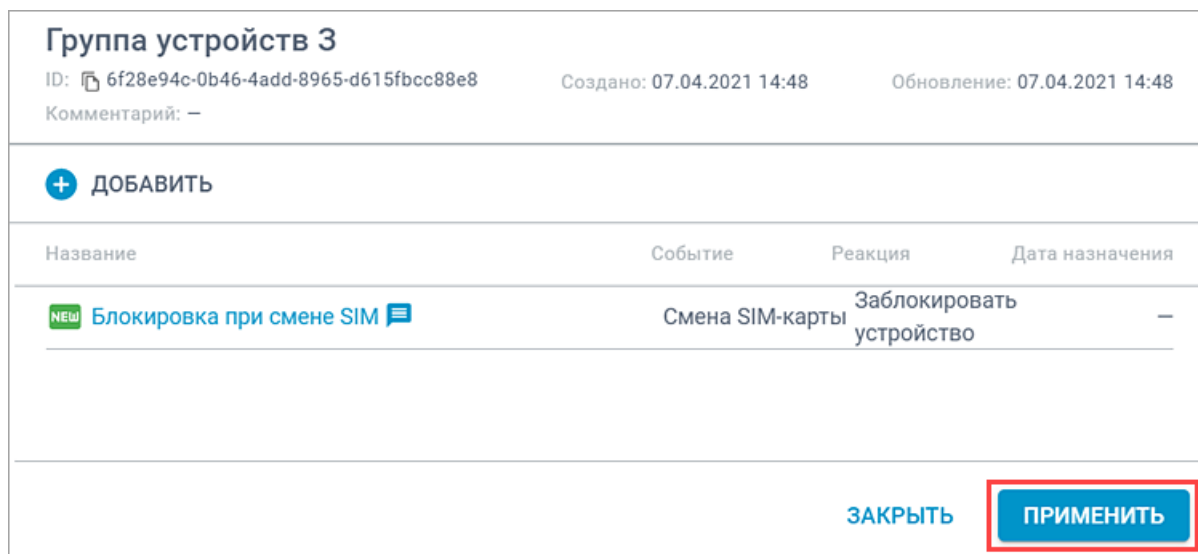 Группа устройств 3
ID: 6f28e94c-0b46-4add-8965-d615fbcc88e8 Создано: 07.04.2021 14:48 Обновление: 07.04.2021 14:48
Комментарий: —
ДОБАВИТЬ
Название Событие Реакция Дата назначения
NEW Блокировка при смене SIM Смена SIM-карты Заблокировать устройство —
ЗАКРЫТЬ ПРИМЕНИТЬ